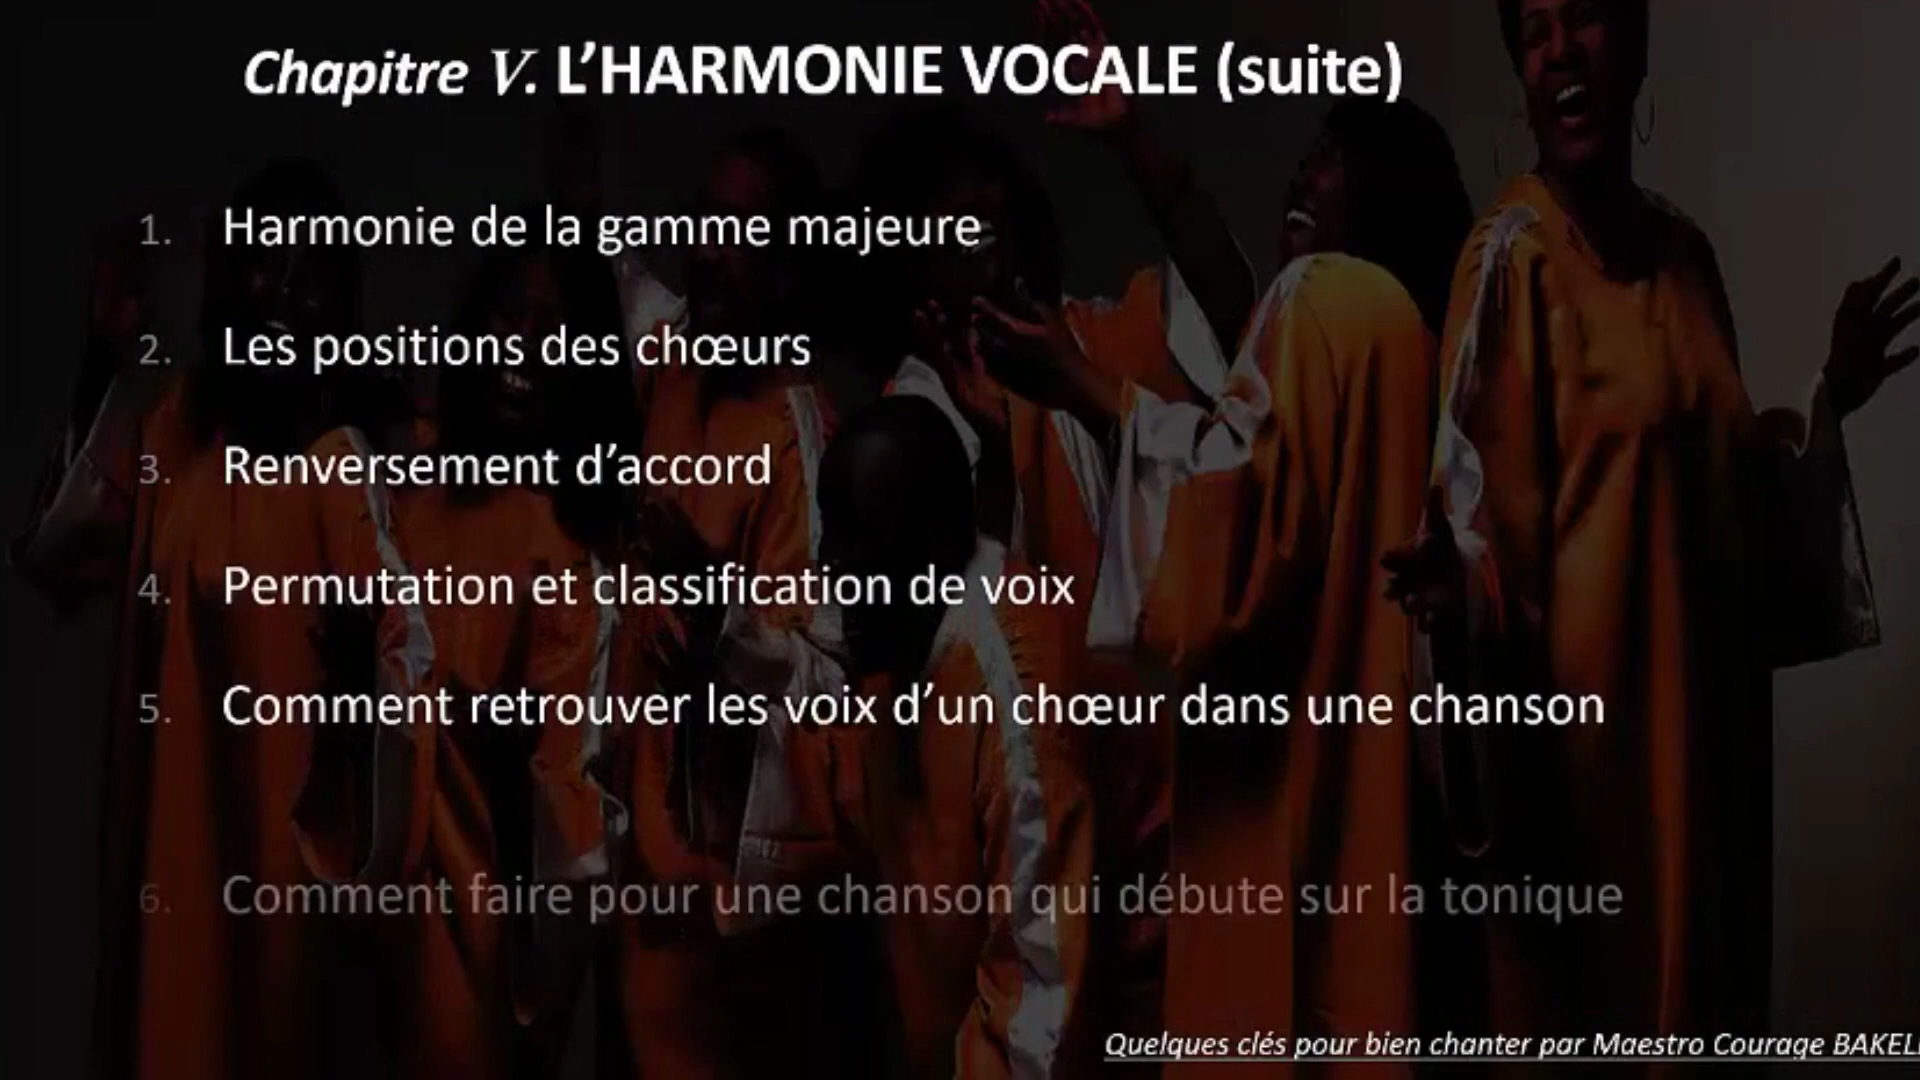 Chapitre V. L’HARMONIE VOCALE (suite)
1. Harmonie de la gamme majeure
2. Les positions des chœurs
3. Renversement d’accord
4. Permutation et classification de voix
5. Comment retrouver les voix d’un chœur dans une chanson
6. Comment faire pour une chanson qui débute sur la tonique
Quelques clés pour bien chanter par Maestro Courage